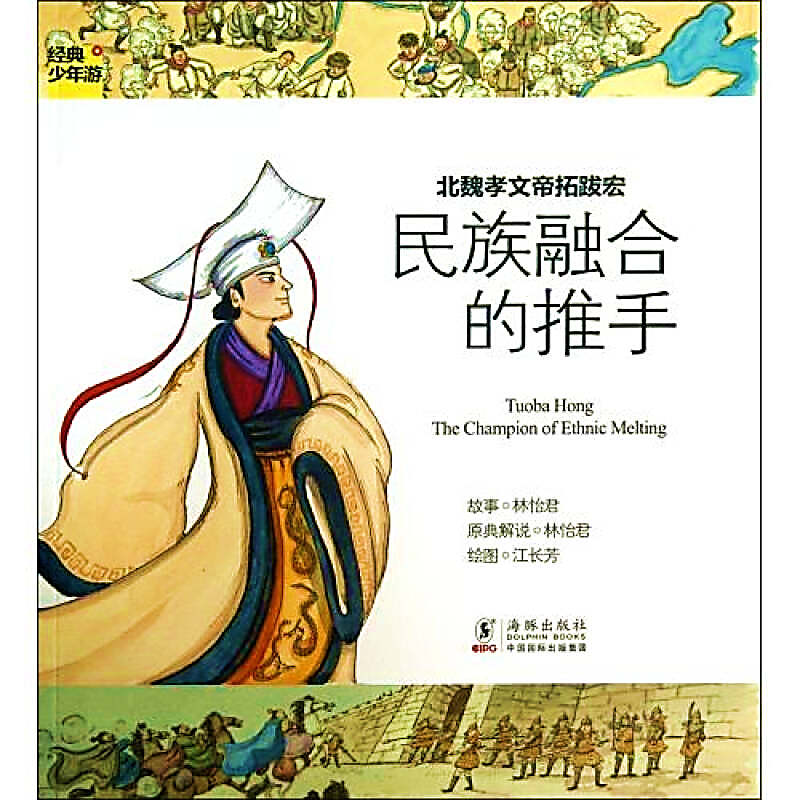 经典
少年游
北魏孝文帝拓跋宏
民族融合
的推手
Tuoba Hong
The Champion of Ethnic Melting
故事。林怡君
原典解说。林怡君
绘图。江长芳
海豚出版社
DOLPHIN BOOKS
CIPG
中国国际出版集团